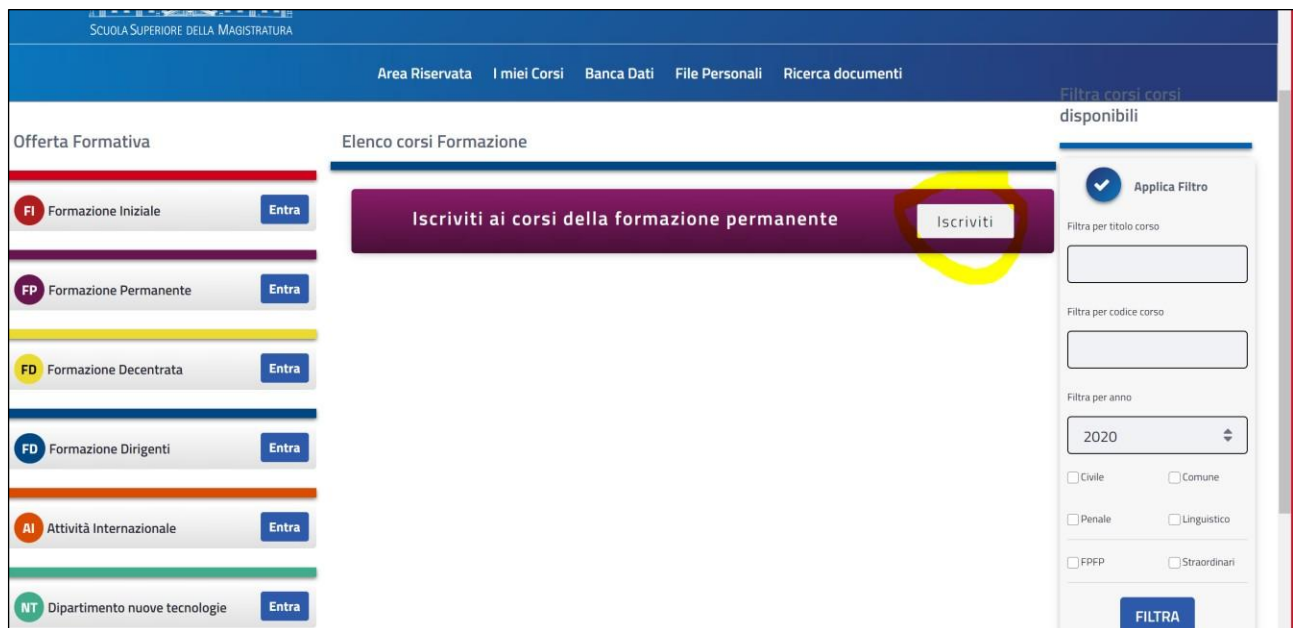 SCUOLA SUPERIORE DELLA MAGISTRATURA
Area Riservata I miei Corsi Banca Dati File Personali Ricerca documenti
Offerta Formativa
FI Formazione Iniziale Entra
FP Formazione Permanente Entra
FD Formazione Decentrata Entra
FD Formazione Dirigenti Entra
AI Attività Internazionale Entra
NT Dipartimento nuove tecnologie Entra
Elenco corsi Formazione
Iscriviti ai corsi della formazione permanente Iscriviti
Filtra corsi corsi
disponibili
Applica Filtro
Filtra per titolo corso
Filtra per codice corso
Filtra per anno
2020
Civile Comune
Penale Linguistico
FPFP Straordinari
FILTRA